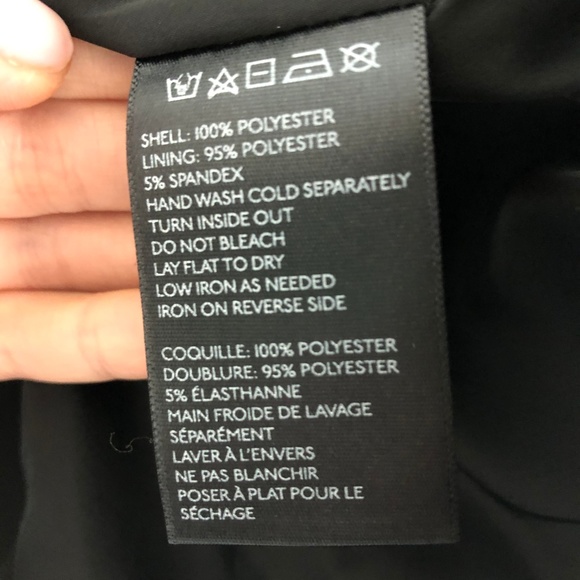 SHELL: 100% POLYESTER
LINING: 95% POLYESTER
5% SPANDEX
HAND WASH COLD SEPARATELY
TURN INSIDE OUT
DO NOT BLEACH
LAY FLAT TO DRY
LOW IRON AS NEEDED
IRON ON REVERSE SIDE
COQUILLE: 100% POLYESTER
DOUBLURE: 95% POLYESTER
5% ÉLASTHANNE
MAIN FROIDE DE LAVAGE
SÉPARÉMENT
LAVER À L'ENVERS
NE PAS BLANCHIR
POSER À PLAT POUR LE
SÉCHAGE